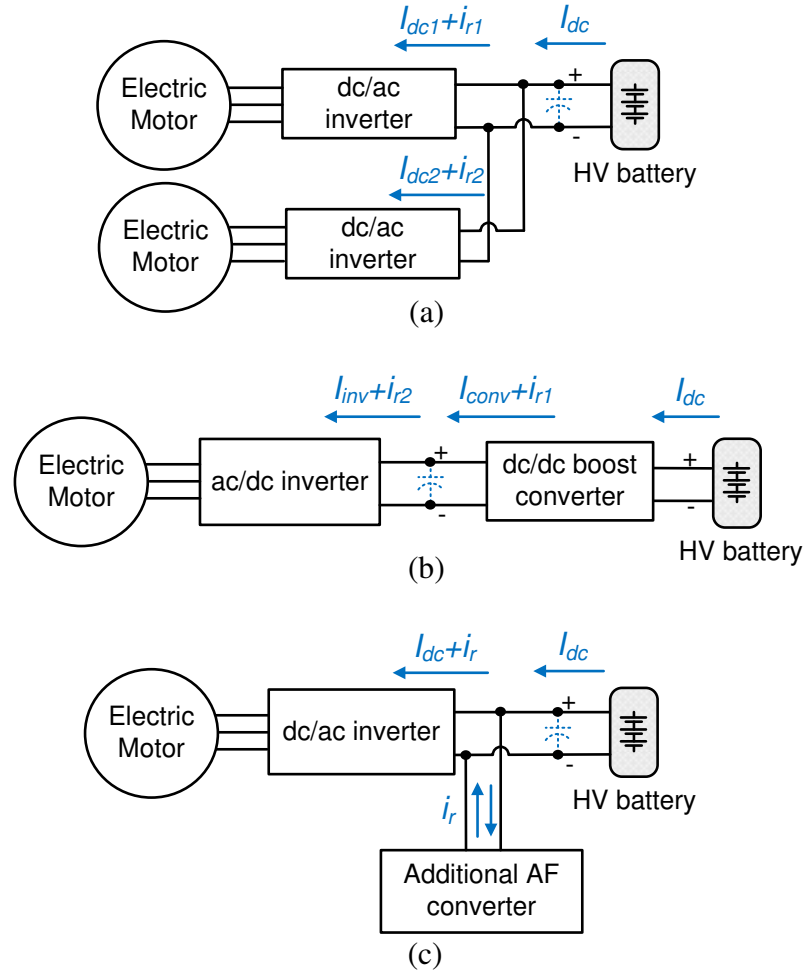 I_dc1+i_r1
I_dc
Electric
Motor
dc/ac
inverter
+
-
HV battery
I_dc2+i_r2
Electric
Motor
dc/ac
inverter
(a)
I_inv+i_r2
I_conv+i_r1
I_dc
Electric
Motor
ac/dc inverter
+
-
dc/dc boost
converter
+
-
HV battery
(b)
I_dc+i_r
I_dc
Electric
Motor
dc/ac inverter
+
-
HV battery
i_r
Additional AF
converter
(c)